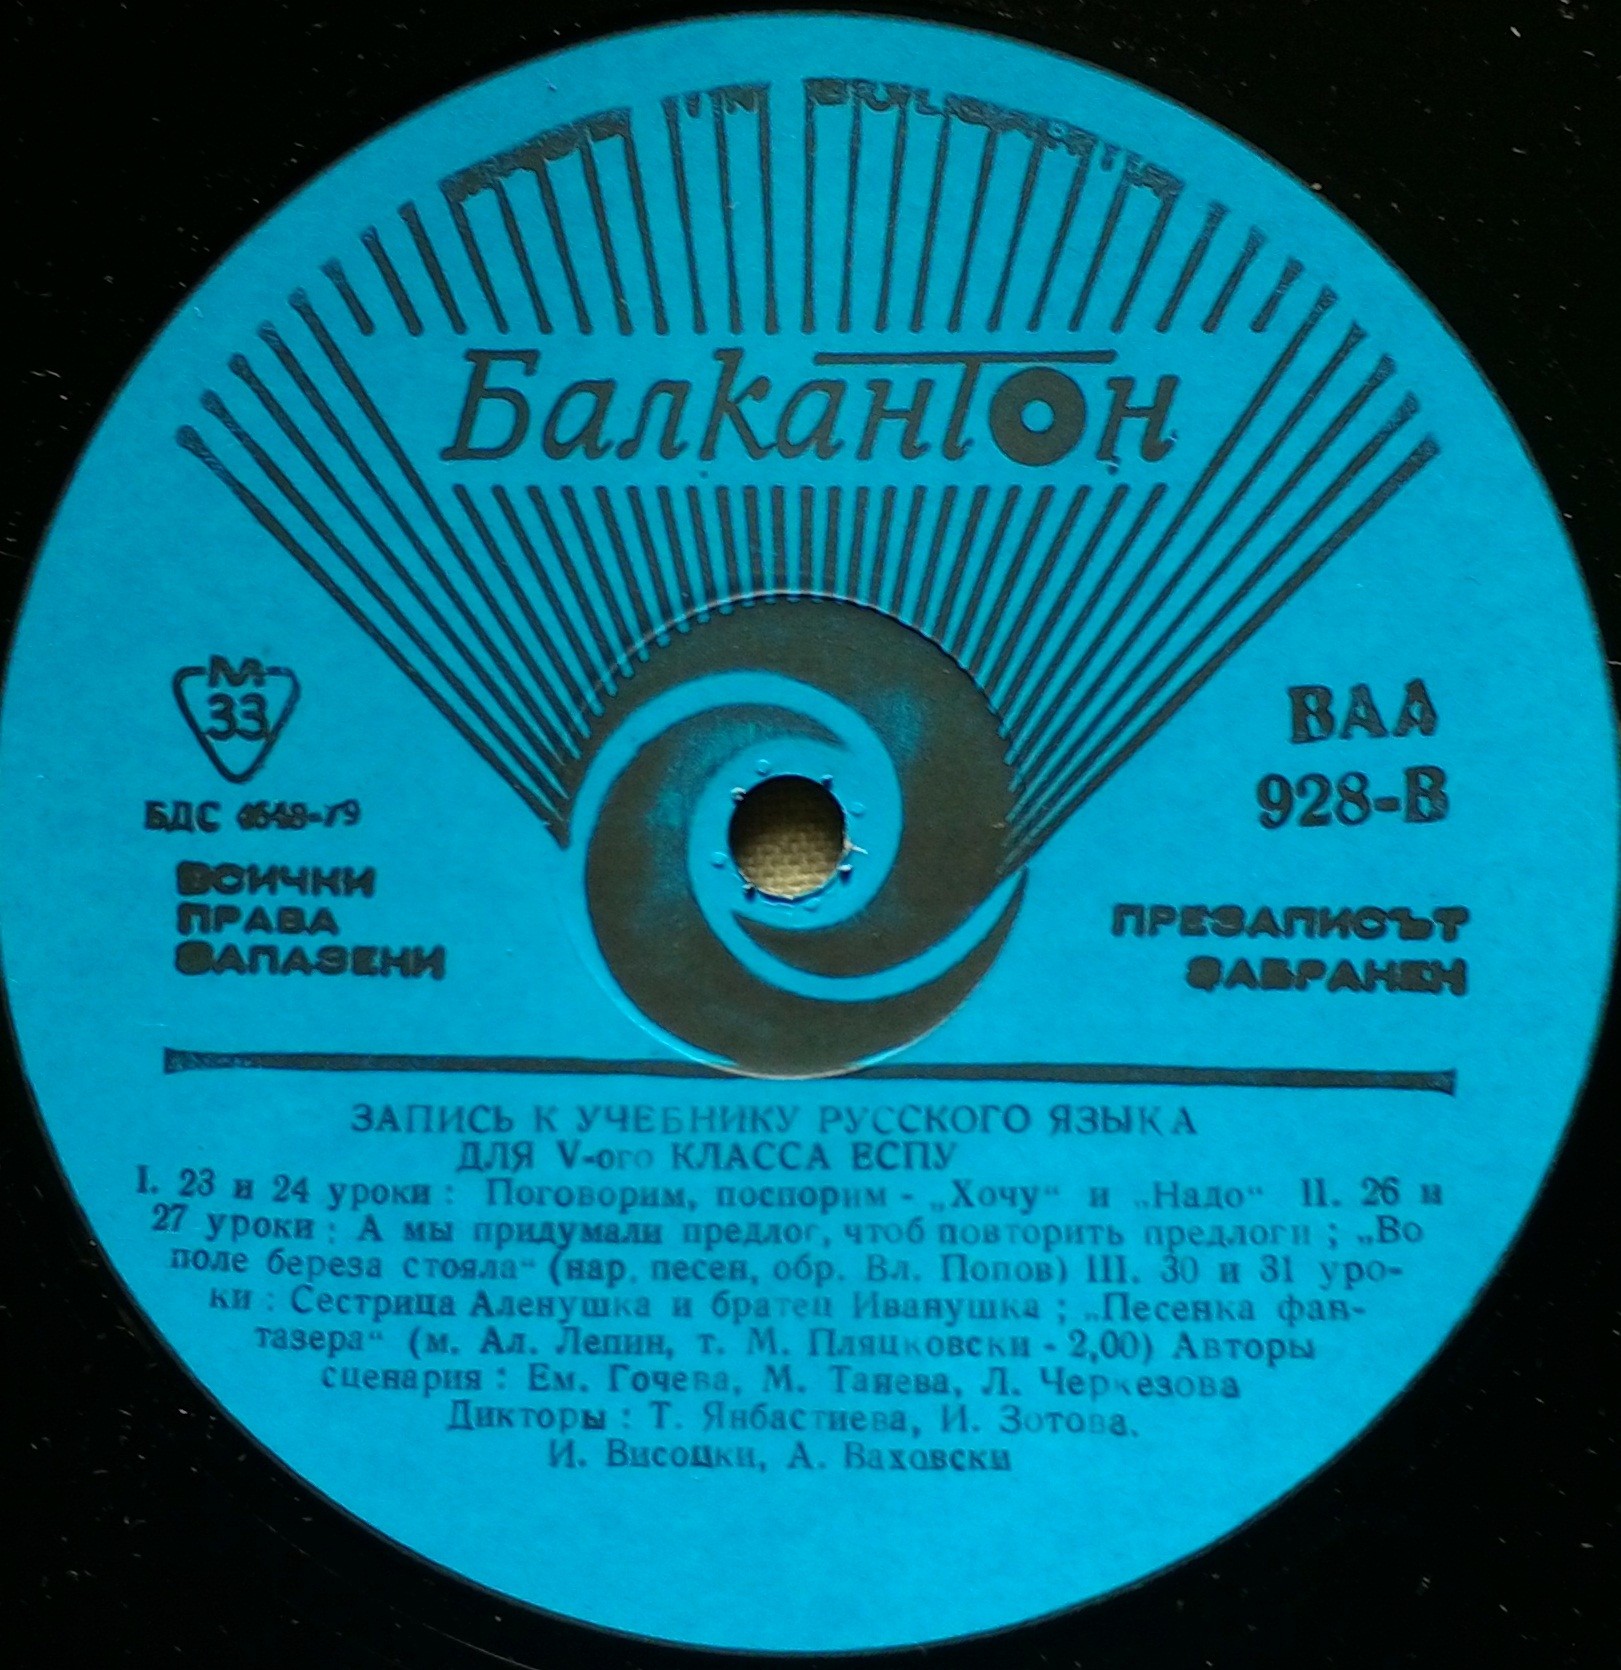 IN BULGARIA
Балкантон
М
33
БДС
ВСИЧКИ
ПРАВА
ЗАПАЗЕНИ
ВАА
928-В
ПРЕЗАПИСЪТ
ЗАБРАНЕН
ЗАПИСЬ К УЧЕБНИКУ РУССКОГО ЯЗЫКА
ДЛЯ V-ого КЛАССА ЕСПУ
I. 23 и 24 уроки : Поговорим, поспорим - „Хочу“ и „Надо“ II. 26 и
27 уроки : А мы придумали предлог, чтоб повторить предлоги ; „Во
поле береза стояла“ (нар. песен, обр. Вл. Попов) III. 30 и 31 уро-
ки : Сестрица Аленушка и братец Иванушка ; „Песенка фан-
тазера“ (м. Ал. Лепин, т. М. Пляцковски - 2,00) Авторы
сценария : Ем. Гочева, М. Танева, Л. Черкезова
Дикторы : Т. Янбастиева, И. Зотова.
И. Висоцки, А. Ваховски